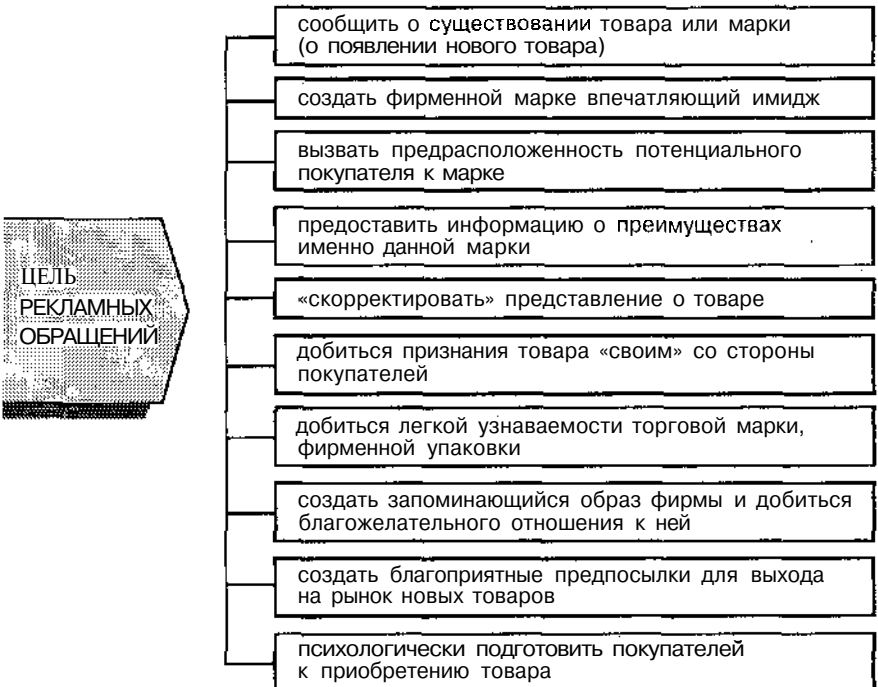 ЦЕЛЬ
РЕКЛАМНЫХ
ОБРАЩЕНИЙ
сообщить о существовании товара или марки
(о появлении нового товара)
создать фирменной марке впечатляющий имидж
вызвать предрасположенность потенциального
покупателя к марке
предоставить информацию о преимуществах
именно данной марки
«скорректировать» представление о товаре
добиться признания товара «своим» со стороны
покупателей
добиться легкой узнаваемости торговой марки,
фирменной упаковки
создать запоминающийся образ фирмы и добиться
благожелательного отношения к ней
создать благоприятные предпосылки для выхода
на рынок новых товаров
психологически подготовить покупателей
к приобретению товара